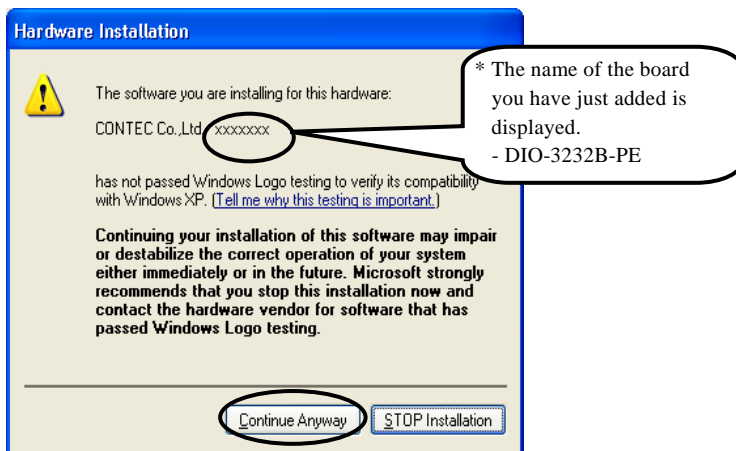 Hardware Installation
The software you are installing for this hardware:
CONTEC Co.,Ltd xxxxxxx
has not passed Windows Logo testing to verify its compatibility
with Windows XP. (Tell me why this testing is important.)
Continuing your installation of this software may impair
or destabilize the correct operation of your system
either immediately or in the future. Microsoft strongly
recommends that you stop this installation now and
contact the hardware vendor for software that has
passed Windows Logo testing.
Continue Anyway
STOP Installation
* The name of the board
you have just added is
displayed.
- DIO-3232B-PE